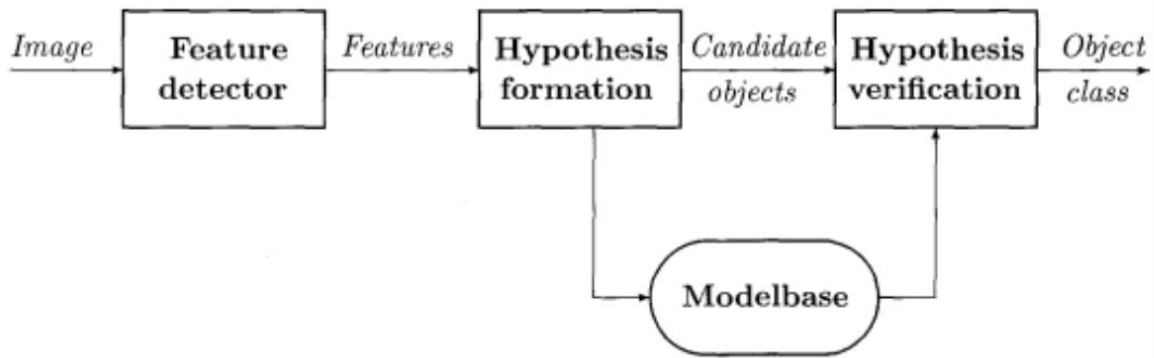 Image
Feature
detector
Features
Hypothesis
formation
Candidate
objects
Hypothesis
verification
Object
class
Modelbase